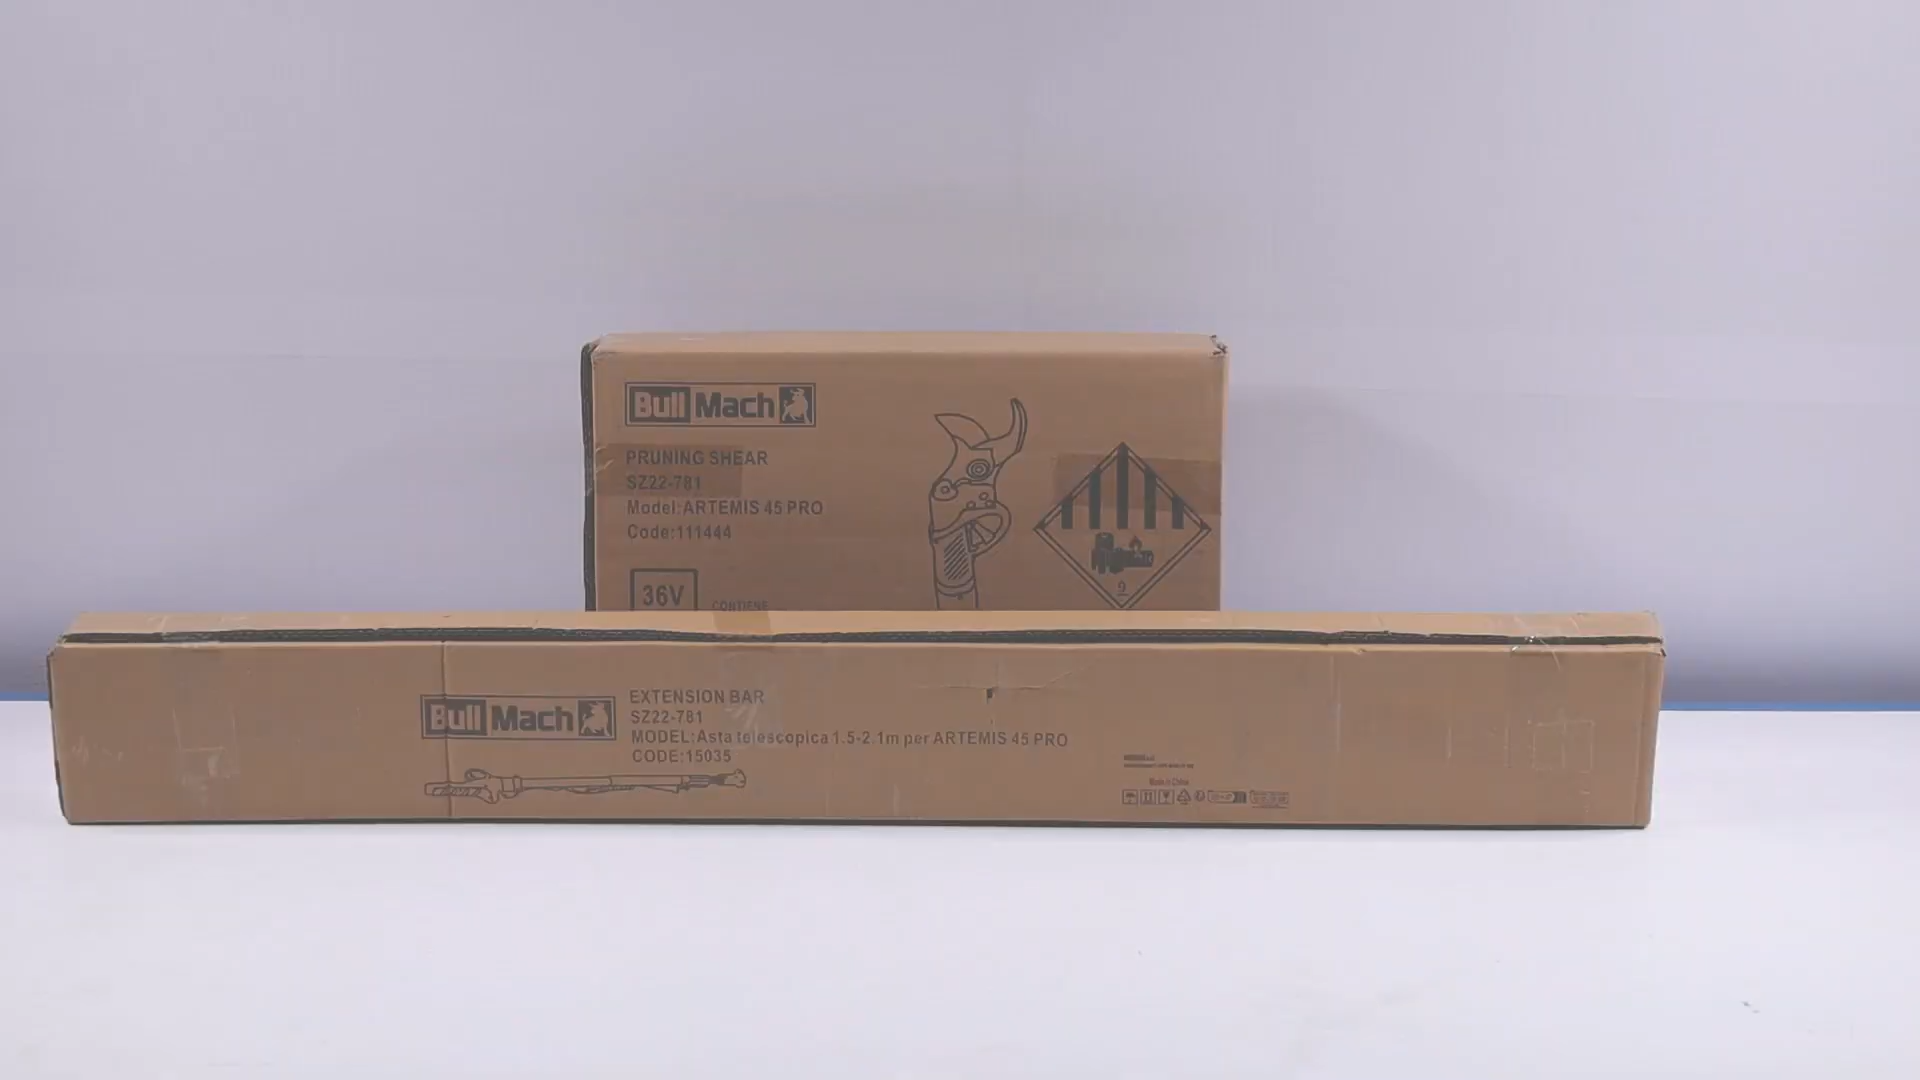 Bull Mach
PRUNING SHEAR
SZ22-781
Model:ARTEMIS 45 PRO
Code:111444
36V
CONTIENE
9
Bull Mach
EXTENSION BAR
SZ22-781
MODEL:Asta telescopica 1.5-2.1m per ARTEMIS 45 PRO
CODE:15035
Made in China